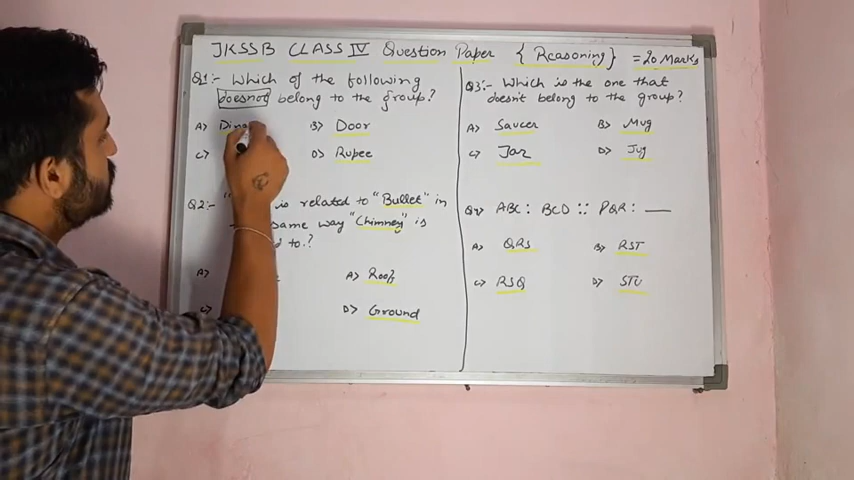 JKSSB CLASS IV Question Paper { Reasoning } = 20 Marks
Q1:- Which of the following
doesnot belong to the group?
A> B> Door
C> D> Rupee
Q2:- is related to "Bullet" in
same way "Chimney" is
to.?
A> A> Roof
D> Ground
Q3:- Which is the one that
doesn't belong to the group?
A> Saucer B> Mug
C> Jar D> Jug
Q4 ABC : BCD :: PQR : __
A> QRS B> RST
C> RSQ D> STU